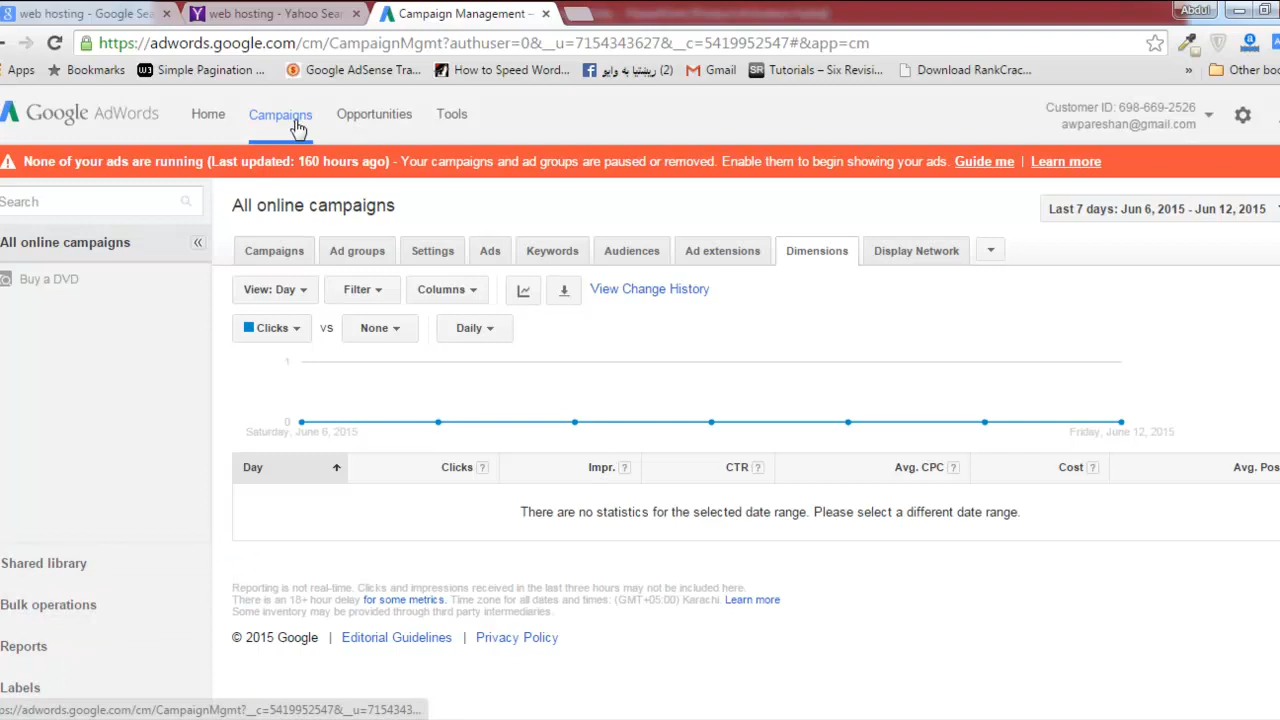 web hosting - Google Sea
web hosting - Yahoo Sear
Campaign Management –
Abdul
https://adwords.google.com/cm/CampaignMgmt?authuser=0&__u=7154343627&__c=5419952547#&app=cm
Apps
Bookmarks
Simple Pagination ...
Google AdSense Tra...
How to Speed Word...
(2) ریښتیا به وایو
Gmail
SR Tutorials – Six Revisi...
Download RankCrac...
»
Other boo
Google AdWords
Home
Campaigns
Opportunities
Tools
Customer ID: 698-669-2526
awpareshan@gmail.com
None of your ads are running (Last updated: 160 hours ago) - Your campaigns and ad groups are paused or removed. Enable them to begin showing your ads. Guide me | Learn more
Search
All online campaigns
«
Buy a DVD
Shared library
Bulk operations
Reports
Labels
All online campaigns
Last 7 days: Jun 6, 2015 - Jun 12, 2015
Campaigns
Ad groups
Settings
Ads
Keywords
Audiences
Ad extensions
Dimensions
Display Network
View: Day
Filter
Columns
View Change History
Clicks
vs
None
Daily
1
0
Saturday, June 6, 2015
Friday, June 12, 2015
Day
Clicks ?
Impr. ?
CTR ?
Avg. CPC ?
Cost ?
Avg. Pos
There are no statistics for the selected date range. Please select a different date range.
Reporting is not real-time. Clicks and impressions received in the last three hours may not be included here.
There is an 18+ hour delay for some metrics. Time zone for all dates and times: (GMT+05:00) Karachi. Learn more
Some inventory may be provided through third party intermediaries.
© 2015 Google | Editorial Guidelines | Privacy Policy
ps://adwords.google.com/cm/CampaignMgmt?__c=5419952547&__u=7154343...